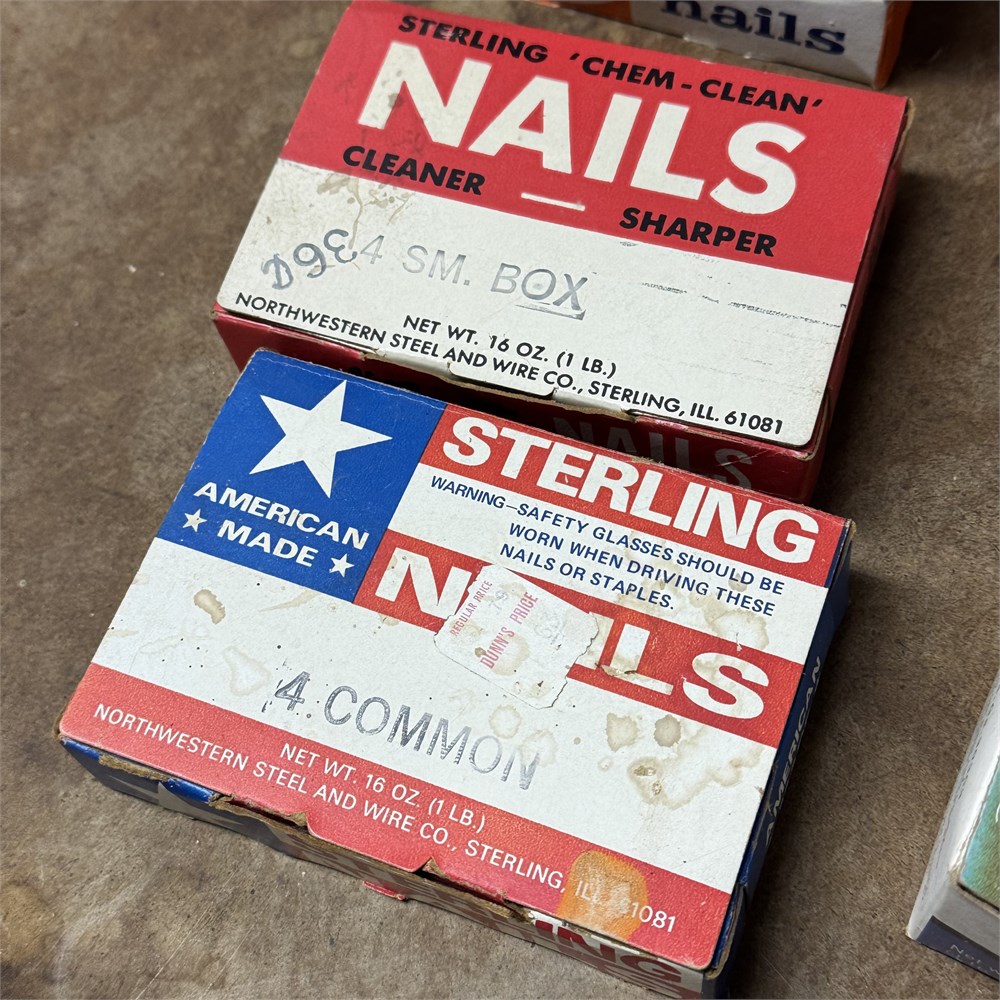 nails
STERLING 'CHEM-CLEAN'
NAILS
CLEANER — SHARPER
4 SM. BOX
NET WT. 16 OZ. (1 LB.)
NORTHWESTERN STEEL AND WIRE CO., STERLING, ILL. 61081
NAILS
AMERICAN
MADE
STERLING
WARNING—SAFETY GLASSES SHOULD BE
WORN WHEN DRIVING THESE
NAILS OR STAPLES.
REGULAR PRICE
DUNN'S PRICE
4 COMMON
NET WT. 16 OZ. (1 LB.)
NORTHWESTERN STEEL AND WIRE CO., STERLING, ILL. 61081
AMERICAN